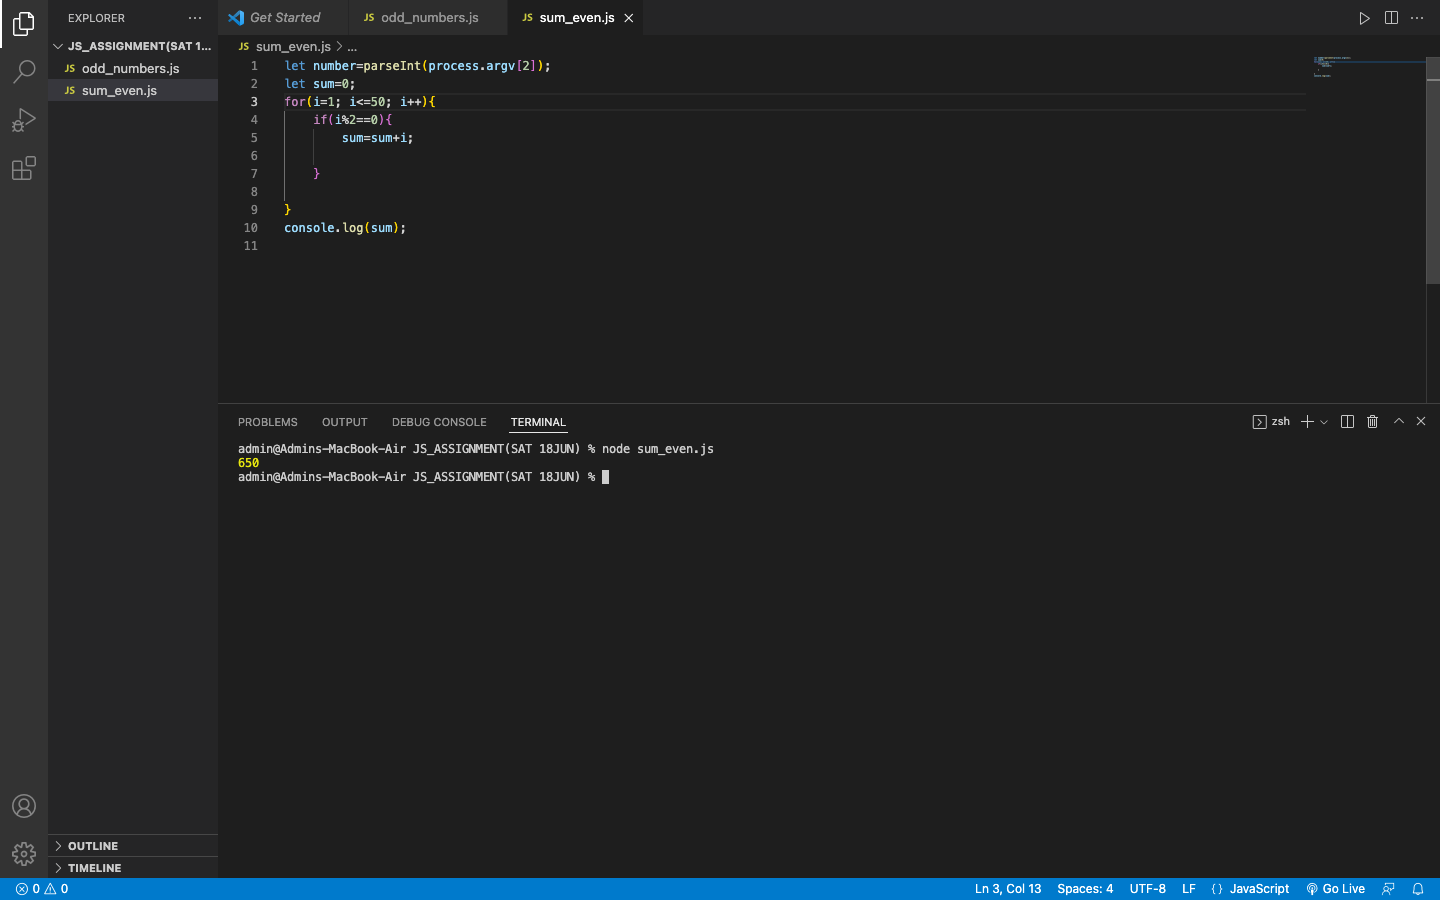 EXPLORER
JS_ASSIGNMENT(SAT 1...
JS odd_numbers.js
JS sum_even.js
OUTLINE
TIMELINE
Get Started JS odd_numbers.js JS sum_even.js
JS sum_even.js > ...
1 let number=parseInt(process.argv[2]);
2 let sum=0;
3 for(i=1; i<=50; i++){
4 if(i%2==0){
5 sum=sum+i;
6
7 }
8
9 }
10 console.log(sum);
11
PROBLEMS OUTPUT DEBUG CONSOLE TERMINAL zsh
admin@Admins-MacBook-Air JS_ASSIGNMENT(SAT 18JUN) % node sum_even.js
650
admin@Admins-MacBook-Air JS_ASSIGNMENT(SAT 18JUN) %
0 0 Ln 3, Col 13 Spaces: 4 UTF-8 LF {} JavaScript Go Live